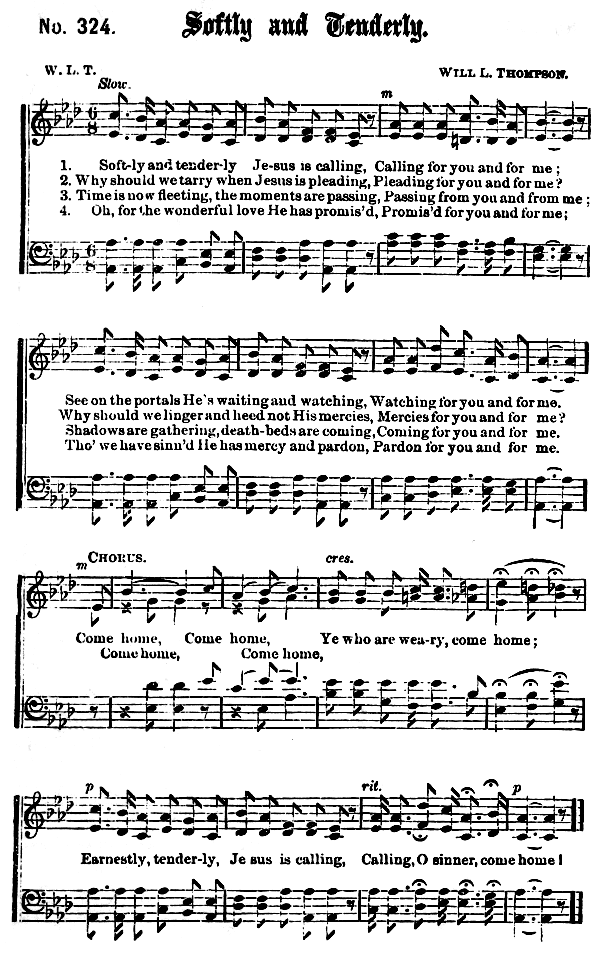 No. 324. Softly and Tenderly.
W. L. T. WILL L. THOMPSON.
Slow.
m
1. Soft-ly and tender-ly Je-sus is calling, Calling for you and for me;
2. Why should we tarry when Jesus is pleading, Pleading for you and for me?
3. Time is now fleeting, the moments are passing, Passing from you and from me;
4. Oh, for the wonderful love He has promis'd, Promis'd for you and for me;
See on the portals He's waiting and watching, Watching for you and for me.
Why should we linger and heed not His mercies, Mercies for you and for me?
Shadows are gathering, death-beds are coming, Coming for you and for me.
Tho' we have sinn'd He has mercy and pardon, Pardon for you and for me.
m CHORUS. cres.
Come home, Come home, Ye who are wea-ry, come home;
Come home, Come home,
p rit. p
Earnestly, tender-ly, Je sus is calling, Calling, O sinner, come home!